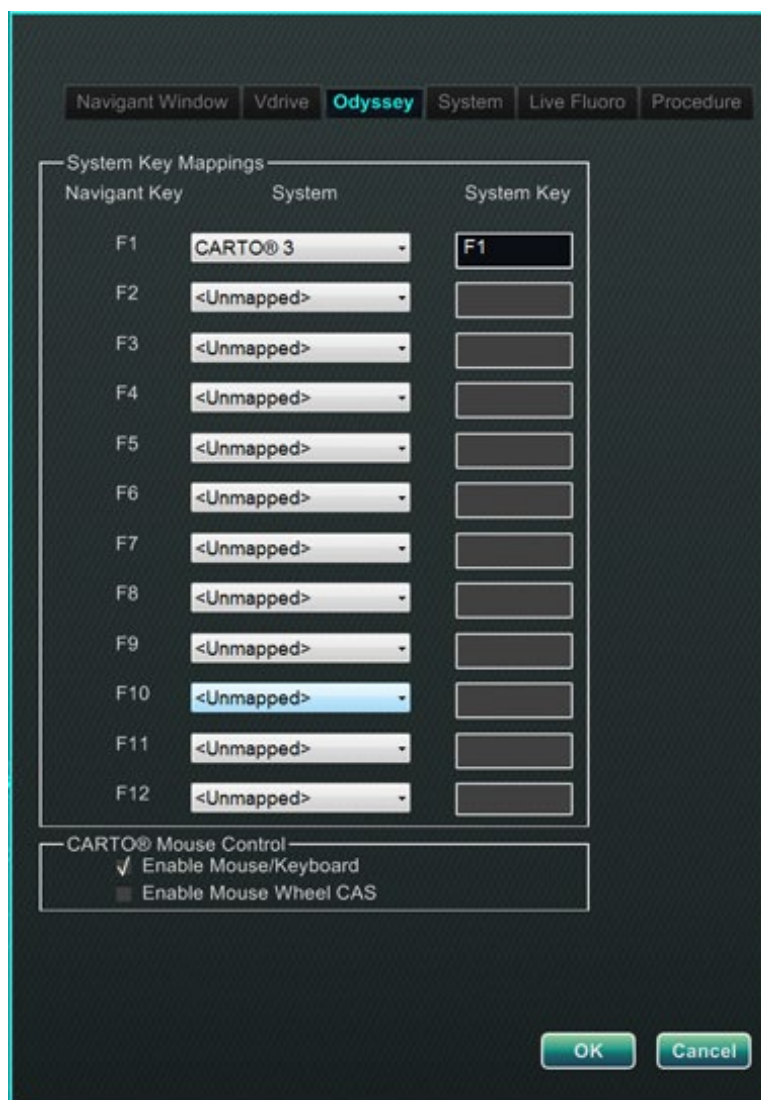 Navigant Window Vdrive Odyssey System Live Fluoro Procedure
System Key Mappings
Navigant Key System System Key
F1 CARTO® 3 F1
F2 <Unmapped>
F3 <Unmapped>
F4 <Unmapped>
F5 <Unmapped>
F6 <Unmapped>
F7 <Unmapped>
F8 <Unmapped>
F9 <Unmapped>
F10 <Unmapped>
F11 <Unmapped>
F12 <Unmapped>
CARTO® Mouse Control
Enable Mouse/Keyboard
Enable Mouse Wheel CAS
OK Cancel